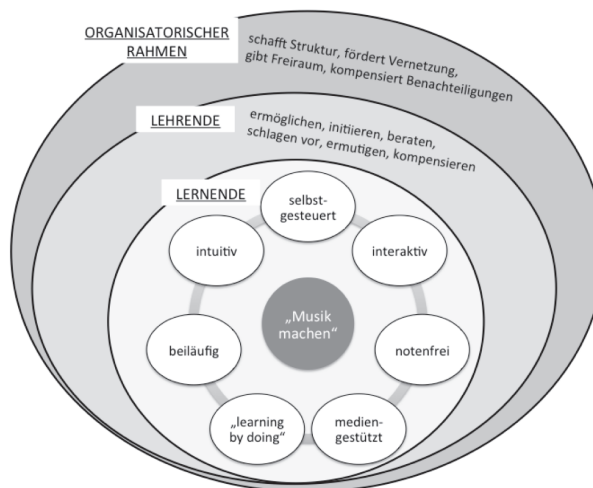 ORGANISATORISCHER
RAHMEN
schafft Struktur, fördert Vernetzung,
gibt Freiraum, kompensiert Benachteiligungen
LEHRENDE
ermöglichen, initiieren, beraten,
schlagen vor, ermutigen, kompensieren
LERNENDE
selbst-
gesteuert
intuitiv
interaktiv
„Musik
machen“
beiläufig
notenfrei
„learning
by doing“
medien-
gestützt